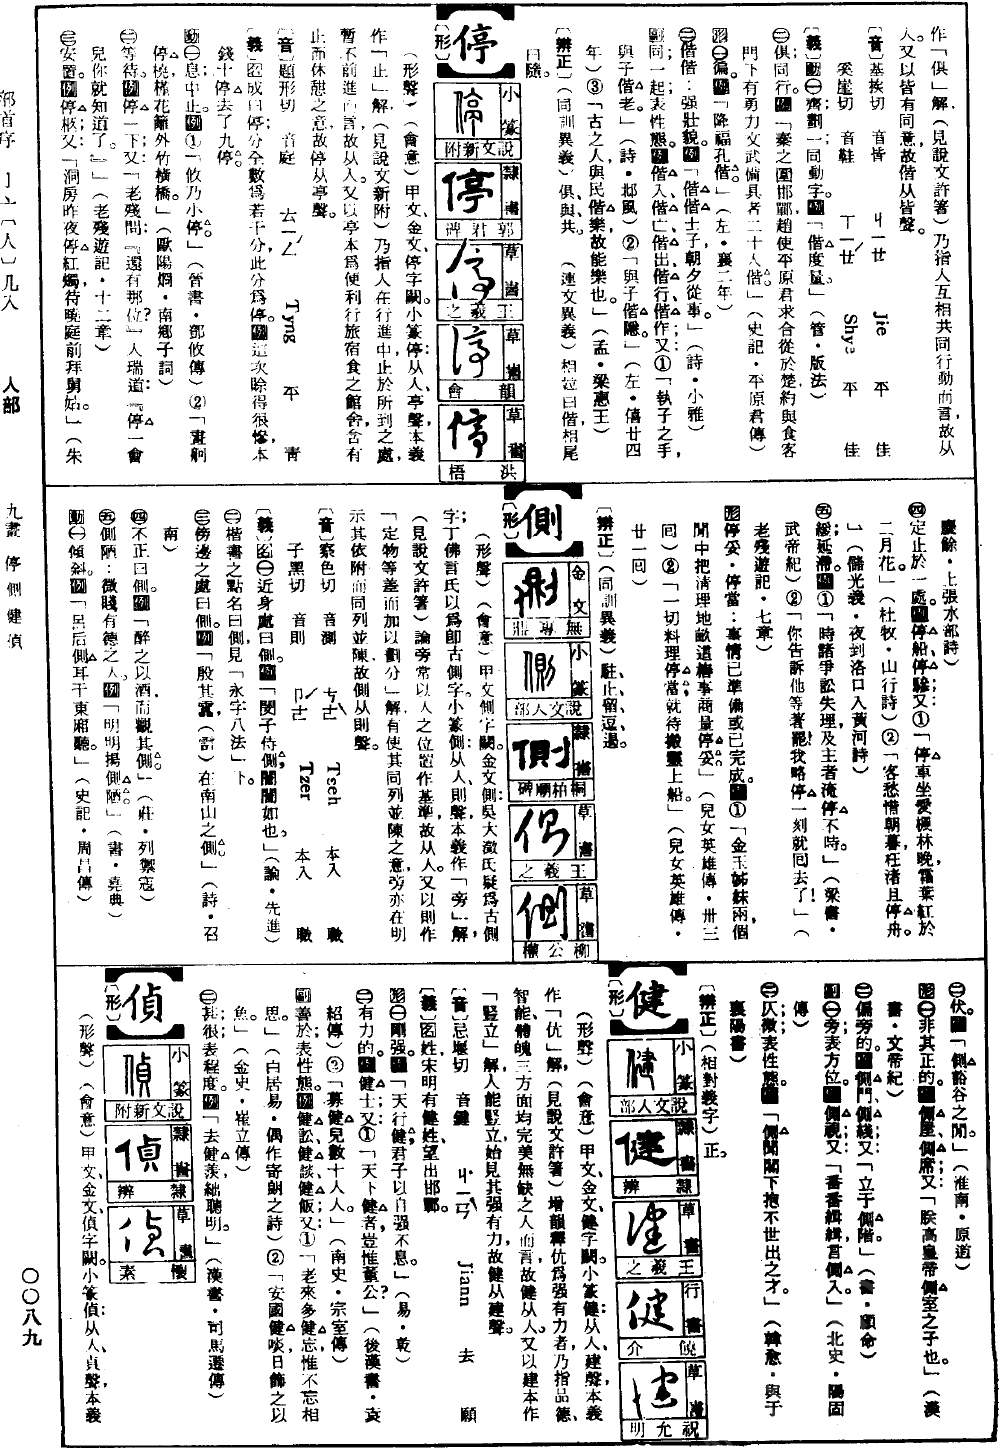 作「俱」解,(見說文許箸)乃指人互相共同行動而言,故从
人。又以皆有同意,故偕从皆聲。
〔音〕基挨切 音皆 ㄐㄧㄝ Jie 平 佳
奚崖切 音鞋 ㄒㄧㄝˊ Shye 平 佳
〔義〕動㊀齊,劃一,同動字。例「偕度量。」(管·版法)
㊁俱,同行。例「秦之圍邯鄲,趙使平原君求合從於楚,約與食客
門下有勇力文武備具者二十人偕。」(史記·平原君傳)
形㊀徧。例「降福孔偕。」(左·襄二年)
㊁偕偕:强壯貌。例「偕偕士子,朝夕從事。」(詩·小雅)
副同,一起,表性態。例偕入、偕亡、偕出、偕行、偕作;又①「執子之手,
與子偕老。」(詩·邶風)②「與子偕隱。」(左·僖廿四
年)③「古之人與民偕樂,故能樂也。」(孟·梁惠王)
〔辨正〕(同訓異義)俱、與、共。 (連文異義)相竝曰偕,相尾
曰隨。
停
〔形〕
小篆 說文新附
隸書 郭君碑
草書 王羲之
草書 草韻會
草書 洪梧
(形聲)(會意)甲文、金文、停字闕。小篆停:从人、亭聲,本義
作「止」解(見說文新附)乃指人在行進中止於所到之處
暫不前進而言,故从人。又以亭本爲便利行旅宿食之館舍,含有
止而休憩之意,故停从亭聲。
〔音〕題形切 音庭 ㄊㄧㄥˊ Tyng 平 青
〔義〕名成曰停,分全數爲若干分,此分爲停。例這次賒得很慘,本
錢十停去了九停。
動㊀息,中止。例①「攸乃小停。」(晉書·鄧攸傳)②「畫舸
停橈,槿花籬外竹橫橋。」(歐陽烱·南鄉子詞)
㊁等待。例停一下;又「老殘問:『還有那位?』人瑞道:『停一會
兒你就知道了。』」(老殘遊記·十二章)
㊂安置。例停柩;又「洞房昨夜停紅燭,待曉庭前拜舅姑。」(朱
慶餘·上張水部詩)
㊃定止於一處。例停船、停驂;又①「停車坐愛楓林晚,霜葉紅於
二月花。」(杜牧·山行詩)②「客愁惜朝暮,枉渚且停舟。
」(儲光羲·夜到洛口入黃河詩)
㊄緩,延滯。例①「時諸爭訟失理及主者淹停不時。」(梁書·
武帝紀)②「你告訴他等著罷!我略停一刻就回去了!」(
老殘遊記·七章)
形停妥·停當:事情已準備或已完成。例①「金玉姊妹兩個
閒中把清理地畝這樁事商量停妥。」(兒女英雄傳·卅三
回)②「一切料理停當,就待搬靈上船。」(兒女英雄傳·
廿一回)
〔辨正〕(同訓異義)駐、止、留、逗、遏。
側
〔形〕
金文 無專鼎
小篆 說文人部
隸書 桐柏廟碑
草書 王羲之
草書 柳公權
(形聲)(會意)甲文側字闕。金文側:吳大澂氏疑爲古側
字;丁佛言氏以爲即古側字。小篆側:从人、則聲,本義作「旁」解,
(見說文許箸)論旁常以人之位置作基準,故从人。又以則作
「定物等差而加以劃分」解,有使其同列並陳之意,旁亦在明
示其依附而同列並陳,故側从則聲。
〔音〕察色切 音測 ㄘㄜˋ Tseh 本入 職
子黑切 音則 ㄗㄜˊ Tzer 本入 職
〔義〕名㊀近身處曰側。例「閔子侍側,誾誾如也。」(論·先進)
㊁楷書之點名曰側,見「永字八法」下。
㊂旁邊之處曰側。例「殷其靁,(雷)在南山之側。」(詩·召
南)
㊃不正曰側。例「醉之以酒,而觀其側。」(莊·列禦寇)
㊄側陋:微賤有德之人。例「明明揚側陋。」(書·堯典)
動㊀傾斜。例「呂后側耳于東廂聽。」(史記·周昌傳)
㊁伏。例「側谿谷之閒。」(淮南·原道)
形㊀非其正的。例側屋、側席;又「朕高皇帝側室之子也。」(漢
書·文帝紀)
㊁偏旁的。例側門、側綫;又「立于側階。」(書·顧命)
副㊀旁,表方位。例側視;又「番番緝緝,言側入。」(北史·陽固
傳)
㊁仄,微,表性態。例「側聞閣下抱不世出之才。」(韓愈·與于
襄陽書)
〔辨正〕(相對義字)正。
健
〔形〕
小篆 說文人部
隸書 隸辨
草書 王羲之
行書 饒介
草書 祝允明
(形聲)(會意)甲文、金文、健字闕。小篆健:从人、建聲,本義
作「伉」解,(見說文許箸)增韻釋伉爲强有力者,乃指品德、
智能、體魄三方面均完美無缺之人而言,故健从人。又以建本作
「豎立」解,人能豎立始見其强有力,故健从建聲。
〔音〕忌堰切 音鍵 ㄐㄧㄢˋ Jiann 去 願
〔義〕名姓,宋明有健姓,望出邯鄲。
形㊀剛强。例「天行健,君子以自强不息。」(易·乾)
㊁有力的。例健士;又①「天下健者,豈惟董公?」(後漢書·袁
紹傳)②「募健兒數十人。」(南史·宗室傳)
副善於,表性態。例健訟、健談、健飯;又①「老來多健忘,惟不忘相
思。」(白居易·偶作寄朗之詩)②「安國健啖,日飾之以
魚。」(金史·崔立傳)
㊁甚,很,表程度。例「去健羨,絀聰明。」(漢書·司馬遷傳)
偵
〔形〕
小篆 說文新附
隸書 隸辨
草書 懷素
(形聲)(會意)甲文、金文、偵字闕。小篆偵:从人、貞聲,本義
部首序 丨亠〔人〕儿入 人部 九畫 停側健偵 〇〇八九